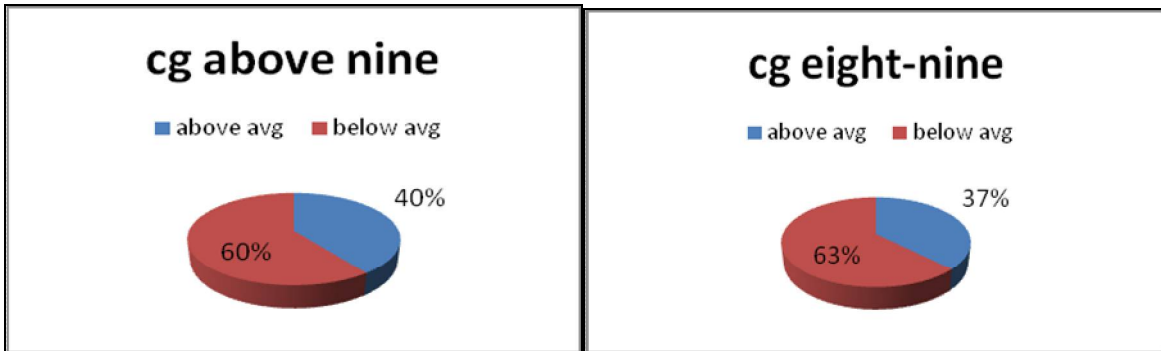 cg above nine
above avg below avg
40%
60%
cg eight-nine
above avg below avg
37%
63%